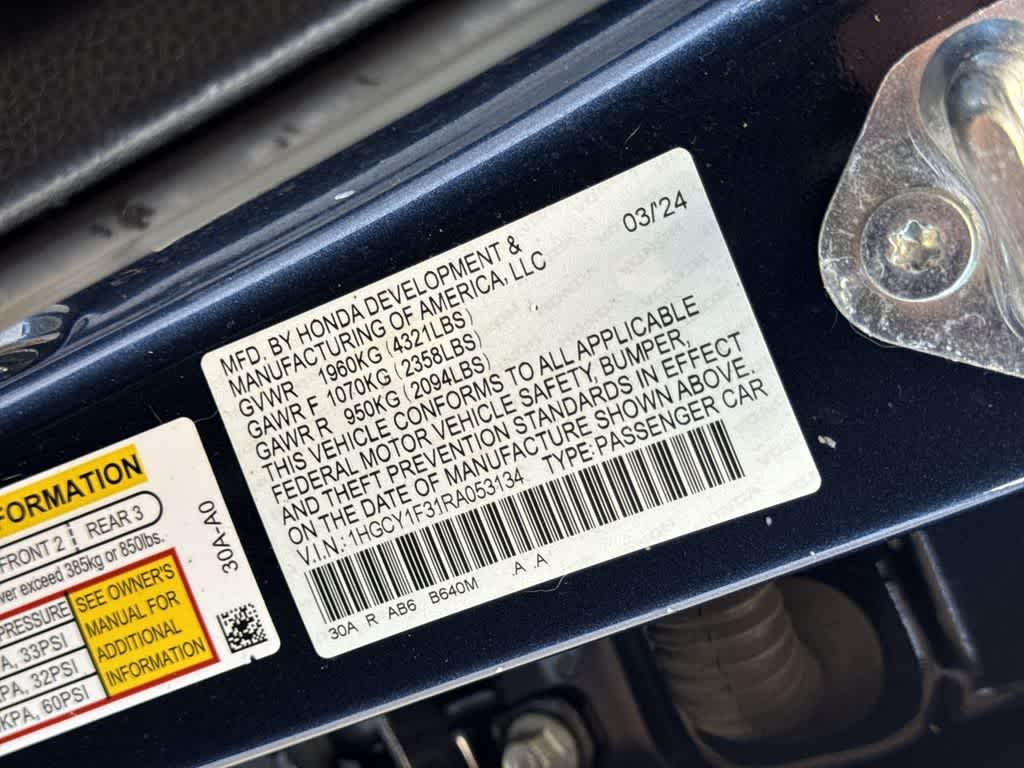 MFD. BY HONDA DEVELOPMENT &
MANUFACTURING OF AMERICA, LLC
03/'24
GVWR 1960KG (4321LBS)
GAWR F 1070KG (2358LBS)
GAWR R 950KG (2094LBS)
THIS VEHICLE CONFORMS TO ALL APPLICABLE
FEDERAL MOTOR VEHICLE SAFETY, BUMPER,
AND THEFT PREVENTION STANDARDS IN EFFECT
ON THE DATE OF MANUFACTURE SHOWN ABOVE.
V.I.N.: 1HGCY1F31RA053134 TYPE: PASSENGER CAR
30A R AB6 B640M .A .A
FORMATION
FRONT 2 REAR 3
ver exceed 385kg or 850lbs.
PRESSURE
A, 33PSI
PA, 32PSI
KPA, 60PSI
SEE OWNER'S
MANUAL FOR
ADDITIONAL
INFORMATION
30AA0